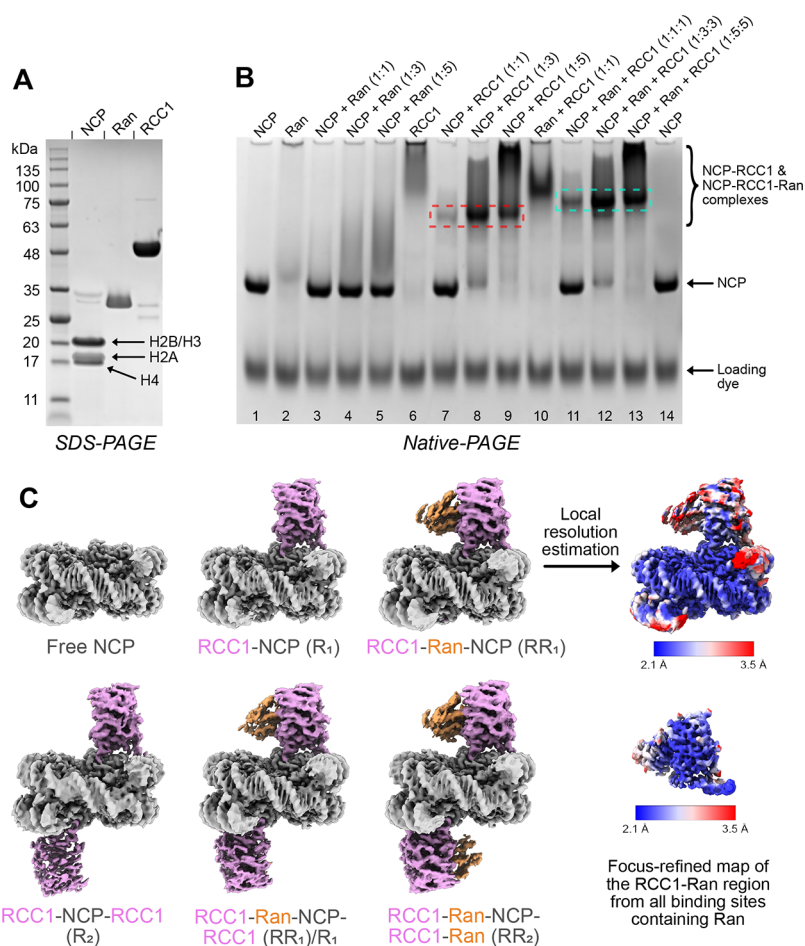 A
NCP
Ran
RCC1
kDa
135
100
75
63
48
35
25
20
17
11
H2B/H3
H2A
H4
SDS-PAGE
B
NCP
Ran
NCP + Ran (1:1)
NCP + Ran (1:3)
NCP + Ran (1:5)
RCC1
NCP + RCC1 (1:1)
NCP + RCC1 (1:3)
NCP + RCC1 (1:5)
Ran + RCC1 (1:1)
NCP + Ran + RCC1 (1:1:1)
NCP + Ran + RCC1 (1:3:3)
NCP + Ran + RCC1 (1:5:5)
NCP
NCP-RCC1 &
NCP-RCC1-Ran
complexes
NCP
Loading
dye
1 2 3 4 5 6 7 8 9 10 11 12 13 14
Native-PAGE
C
Free NCP
RCC1-NCP (R₁)
RCC1-Ran-NCP (RR₁)
Local
resolution
estimation
2.1 Å 3.5 Å
RCC1-NCP-RCC1
(R₂)
RCC1-Ran-NCP-
RCC1 (RR₁)/R₁
RCC1-Ran-NCP-
RCC1-Ran (RR₂)
2.1 Å 3.5 Å
Focus-refined map of
the RCC1-Ran region
from all binding sites
containing Ran